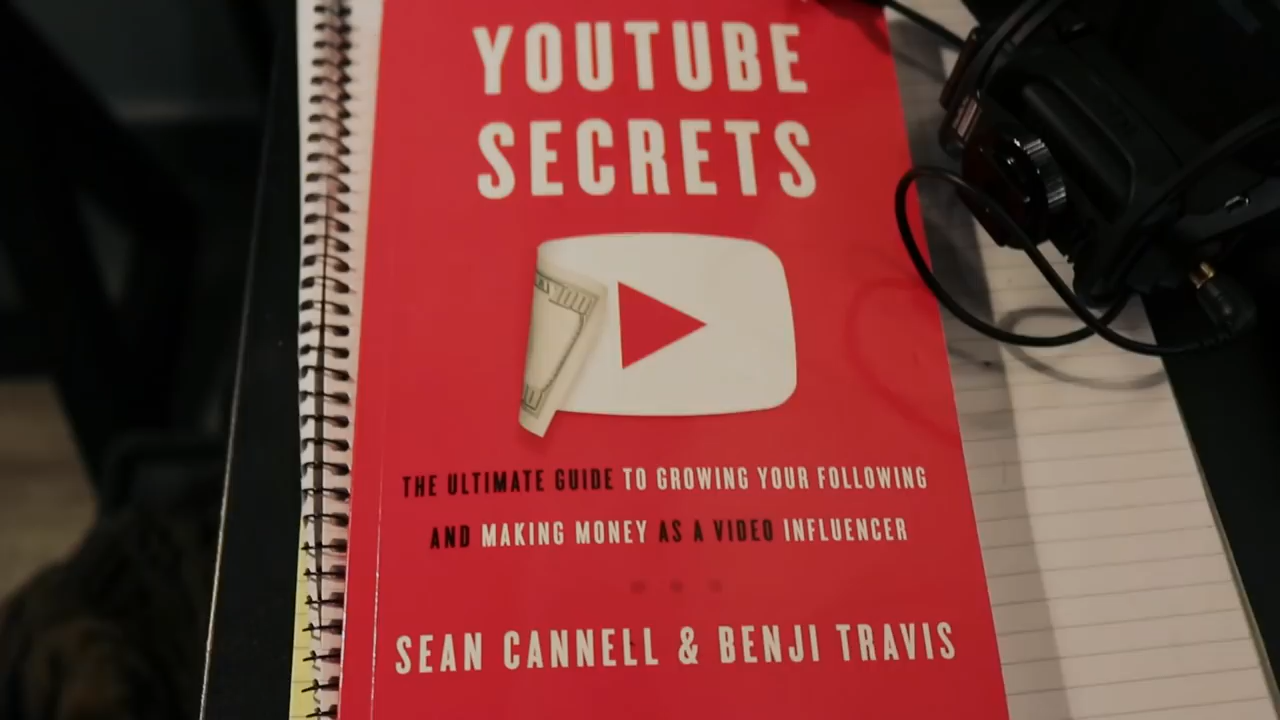 YOUTUBE
SECRETS
THE ULTIMATE GUIDE TO GROWING YOUR FOLLOWING
AND MAKING MONEY AS A VIDEO INFLUENCER
SEAN CANNELL & BENJI TRAVIS